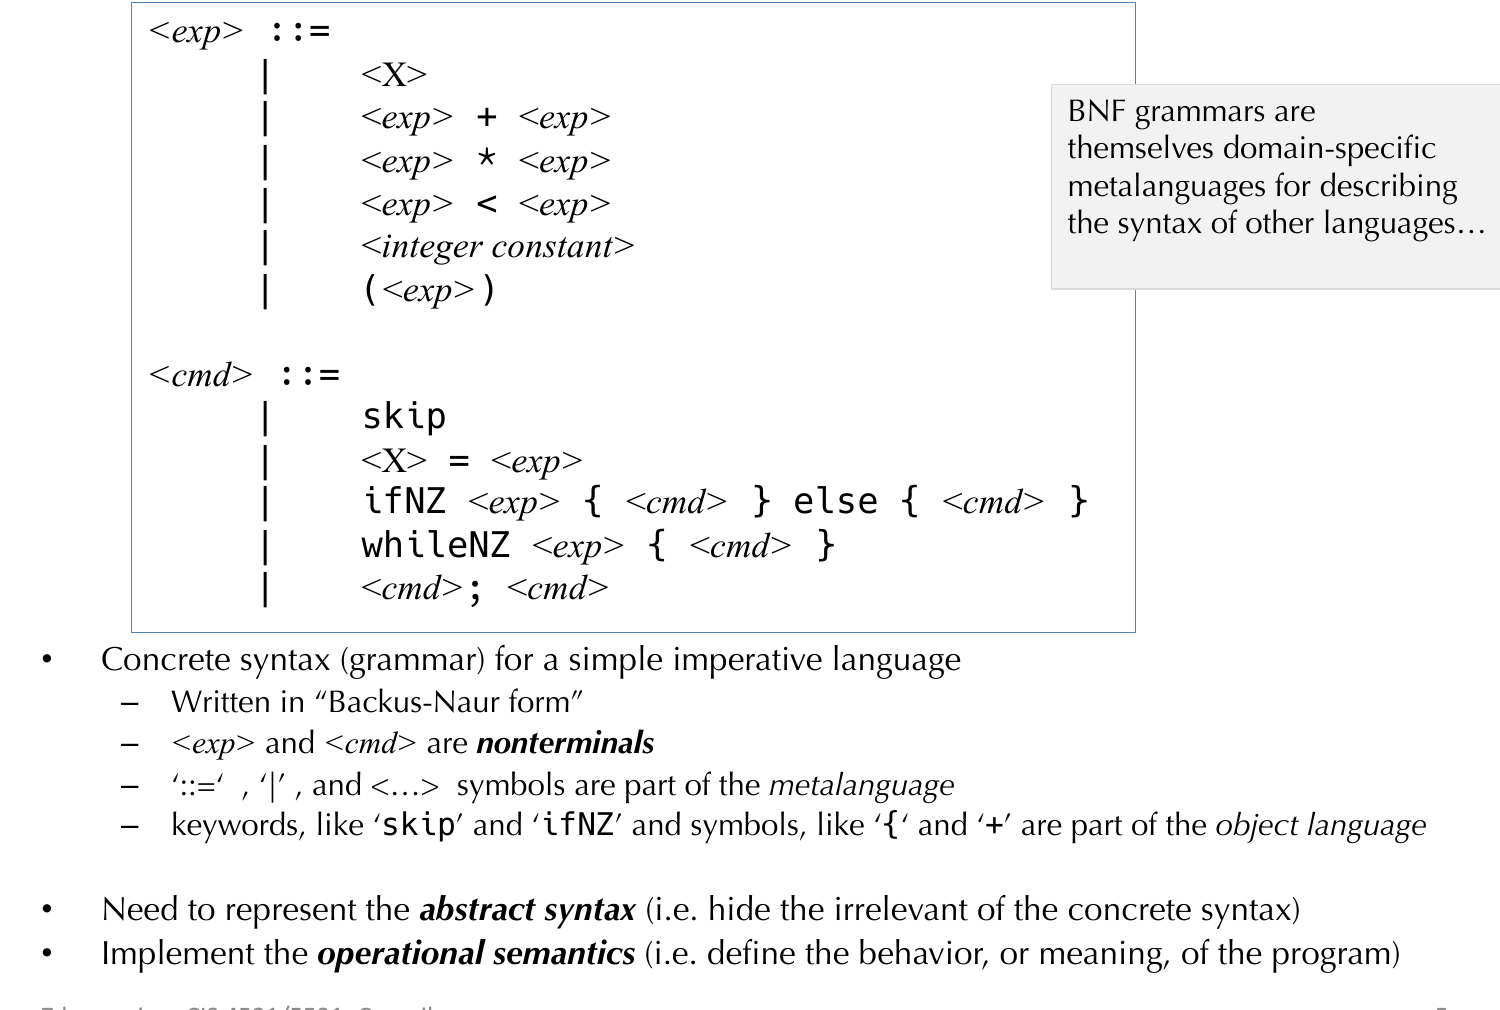 <exp> ::=
| <X>
| <exp> + <exp>
| <exp> * <exp>
| <exp> < <exp>
| <integer constant>
| (<exp>)
<cmd> ::=
| skip
| <X> = <exp>
| ifNZ <exp> { <cmd> } else { <cmd> }
| whileNZ <exp> { <cmd> }
| <cmd>; <cmd>
BNF grammars are
themselves domain-specific
metalanguages for describing
the syntax of other languages…
• Concrete syntax (grammar) for a simple imperative language
– Written in “Backus-Naur form”
– <exp> and <cmd> are nonterminals
– ‘::=‘ , ‘|’ , and <…> symbols are part of the metalanguage
– keywords, like ‘skip’ and ‘ifNZ’ and symbols, like ‘{‘ and ‘+’ are part of the object language
• Need to represent the abstract syntax (i.e. hide the irrelevant of the concrete syntax)
• Implement the operational semantics (i.e. define the behavior, or meaning, of the program)